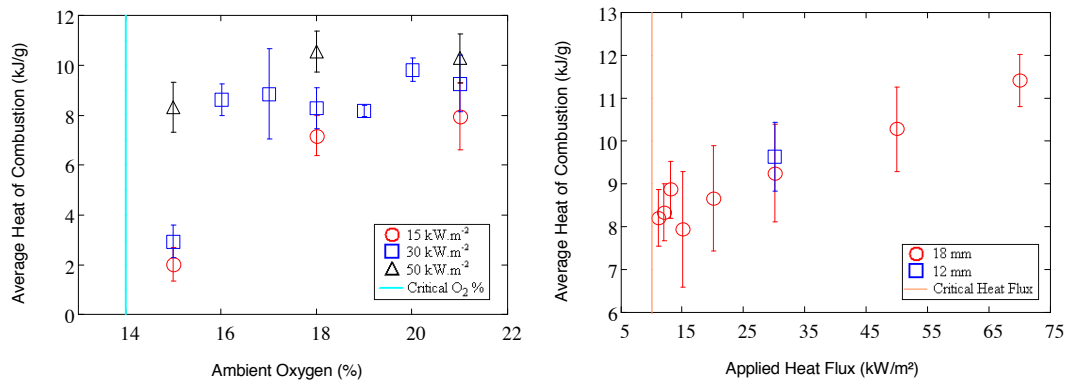 Average Heat of Combustion (kJ/g)
12
10
8
6
4
2
0
14
16
18
20
22
Ambient Oxygen (%)
15 kW.m⁻²
30 kW.m⁻²
50 kW.m⁻²
Critical O₂ %
Average Heat of Combustion (kJ/g)
13
12
11
10
9
8
7
6
5
15
25
35
45
55
65
75
Applied Heat Flux (kW/m²)
18 mm
12 mm
Critical Heat Flux